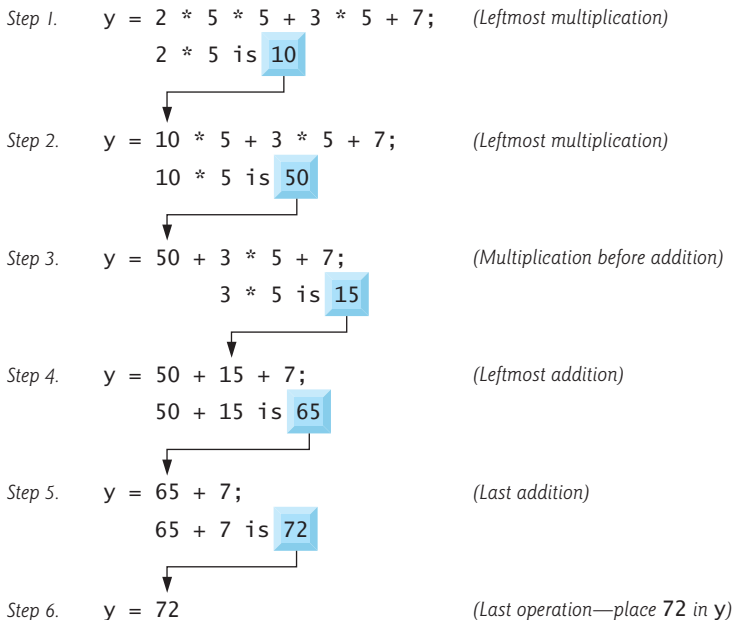 Step 1. y = 2 * 5 * 5 + 3 * 5 + 7; (Leftmost multiplication)
2 * 5 is 10
Step 2. y = 10 * 5 + 3 * 5 + 7; (Leftmost multiplication)
10 * 5 is 50
Step 3. y = 50 + 3 * 5 + 7; (Multiplication before addition)
3 * 5 is 15
Step 4. y = 50 + 15 + 7; (Leftmost addition)
50 + 15 is 65
Step 5. y = 65 + 7; (Last addition)
65 + 7 is 72
Step 6. y = 72 (Last operation—place 72 in y)